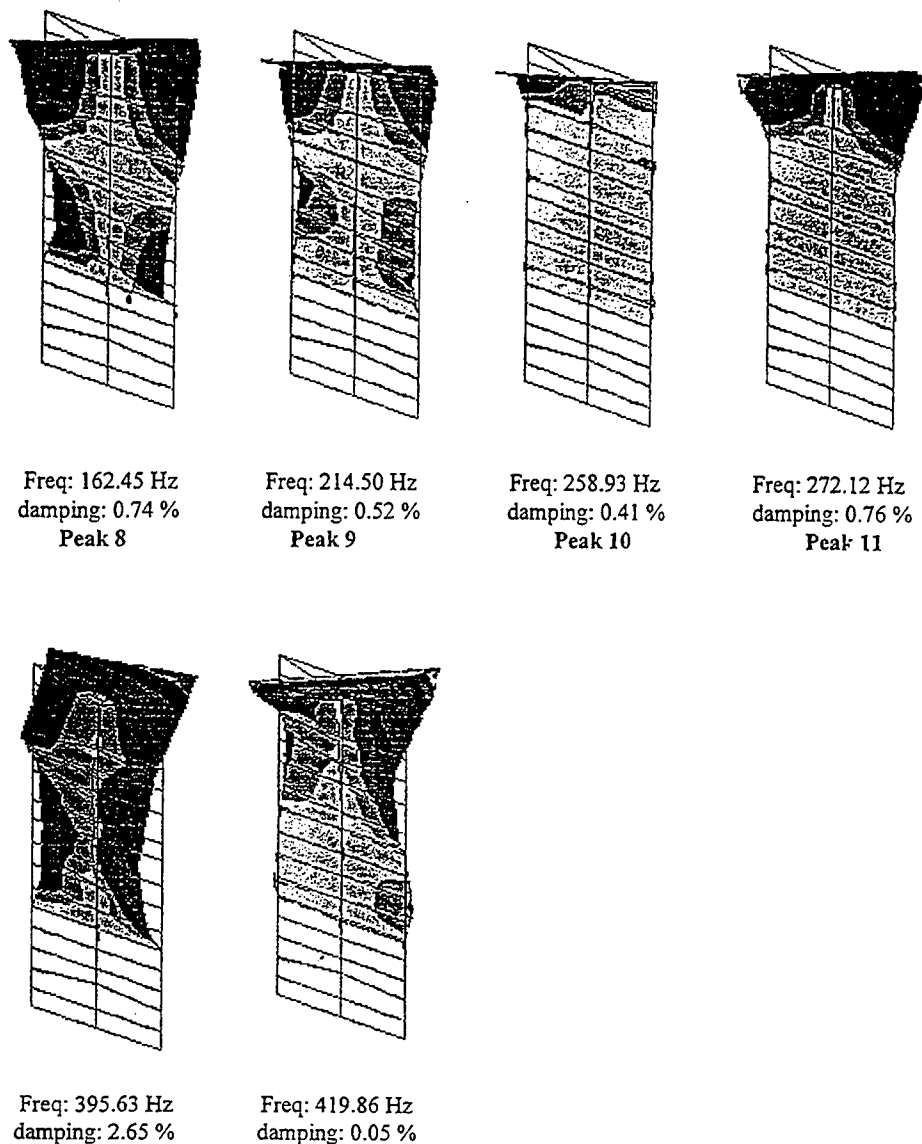 Freq: 162.45 Hz
damping: 0.74 %
Peak 8
Freq: 214.50 Hz
damping: 0.52 %
Peak 9
Freq: 258.93 Hz
damping: 0.41 %
Peak 10
Freq: 272.12 Hz
damping: 0.76 %
Peak 11
Freq: 395.63 Hz
damping: 2.65 %
Freq: 419.86 Hz
damping: 0.05 %